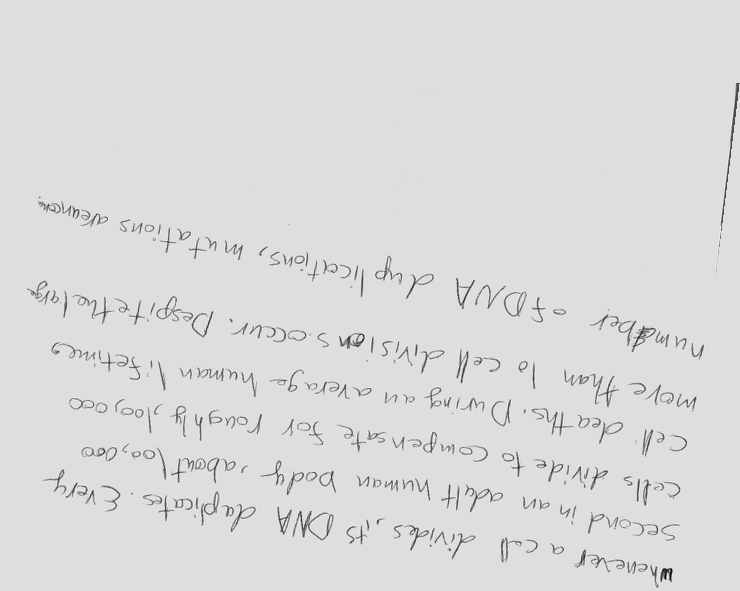 whenever a cell divides, its DNA duplicates. Every
second in an adult human body, about 100,000
cells divide to compensate for roughly 100,000
cell deaths. During an average human lifetimes
more than 10 cell divisions occur. Despite the large
number of DNA duplications, mutations are